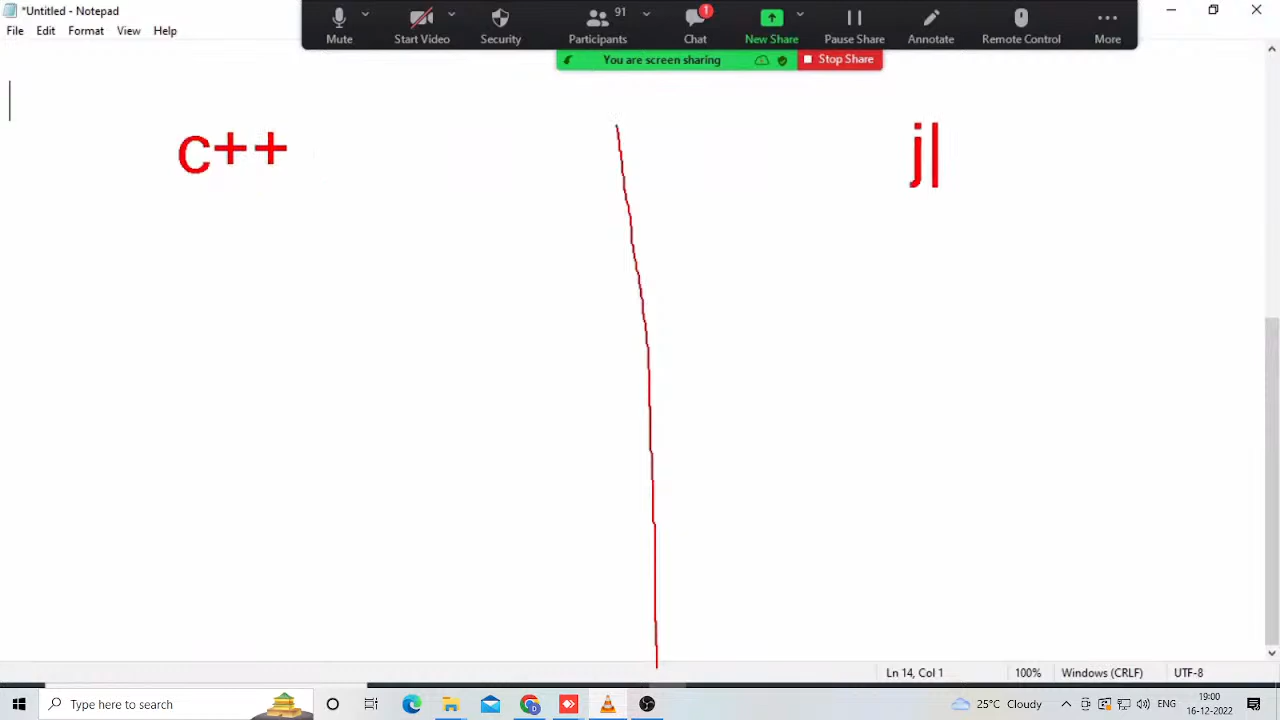 *Untitled - Notepad
File Edit Format View Help
91
1
Mute Start Video Security Participants Chat New Share Pause Share Annotate Remote Control More
You are screen sharing Stop Share
c++ j
Ln 14, Col 1 100% Windows (CRLF) UTF-8
Type here to search 25°C Cloudy ENG 19:00
16-12-2022